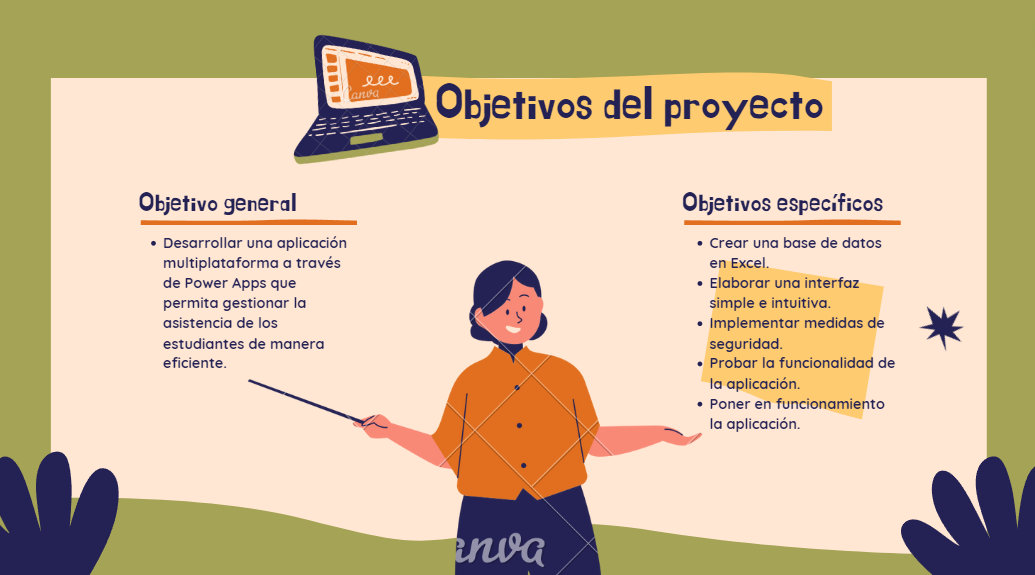 Objetivos del proyecto
Objetivo general
• Desarrollar una aplicación
multiplataforma a través
de Power Apps que
permita gestionar la
asistencia de los
estudiantes de manera
eficiente.
Objetivos específicos
• Crear una base de datos
en Excel.
• Elaborar una interfaz
simple e intuitiva.
• Implementar medidas de
seguridad.
• Probar la funcionalidad de
la aplicación.
• Poner en funcionamiento
la aplicación.